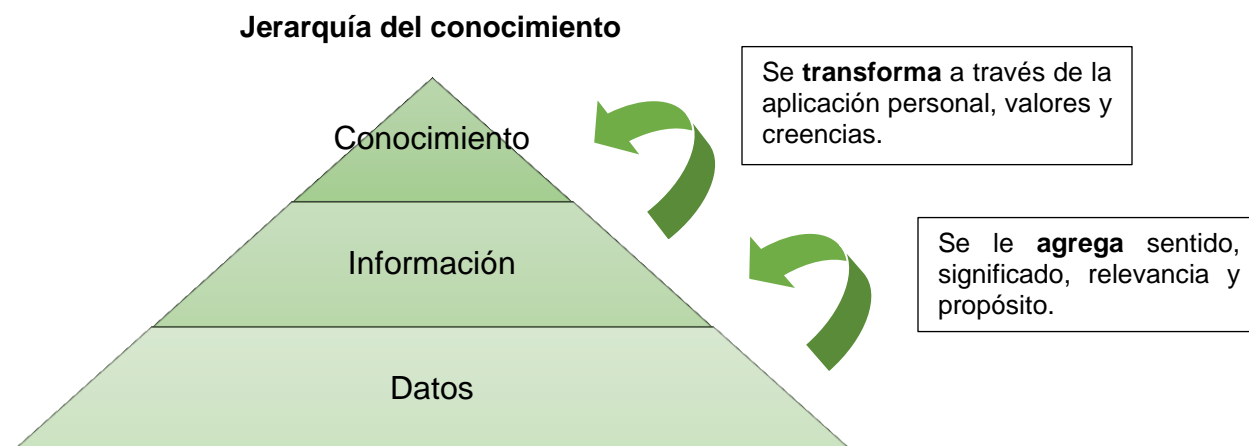 Jerarquía del conocimiento
Se transforma a través de la
aplicación personal, valores y
creencias.
Conocimiento
Se le agrega sentido,
significado, relevancia y
propósito.
Información
Datos